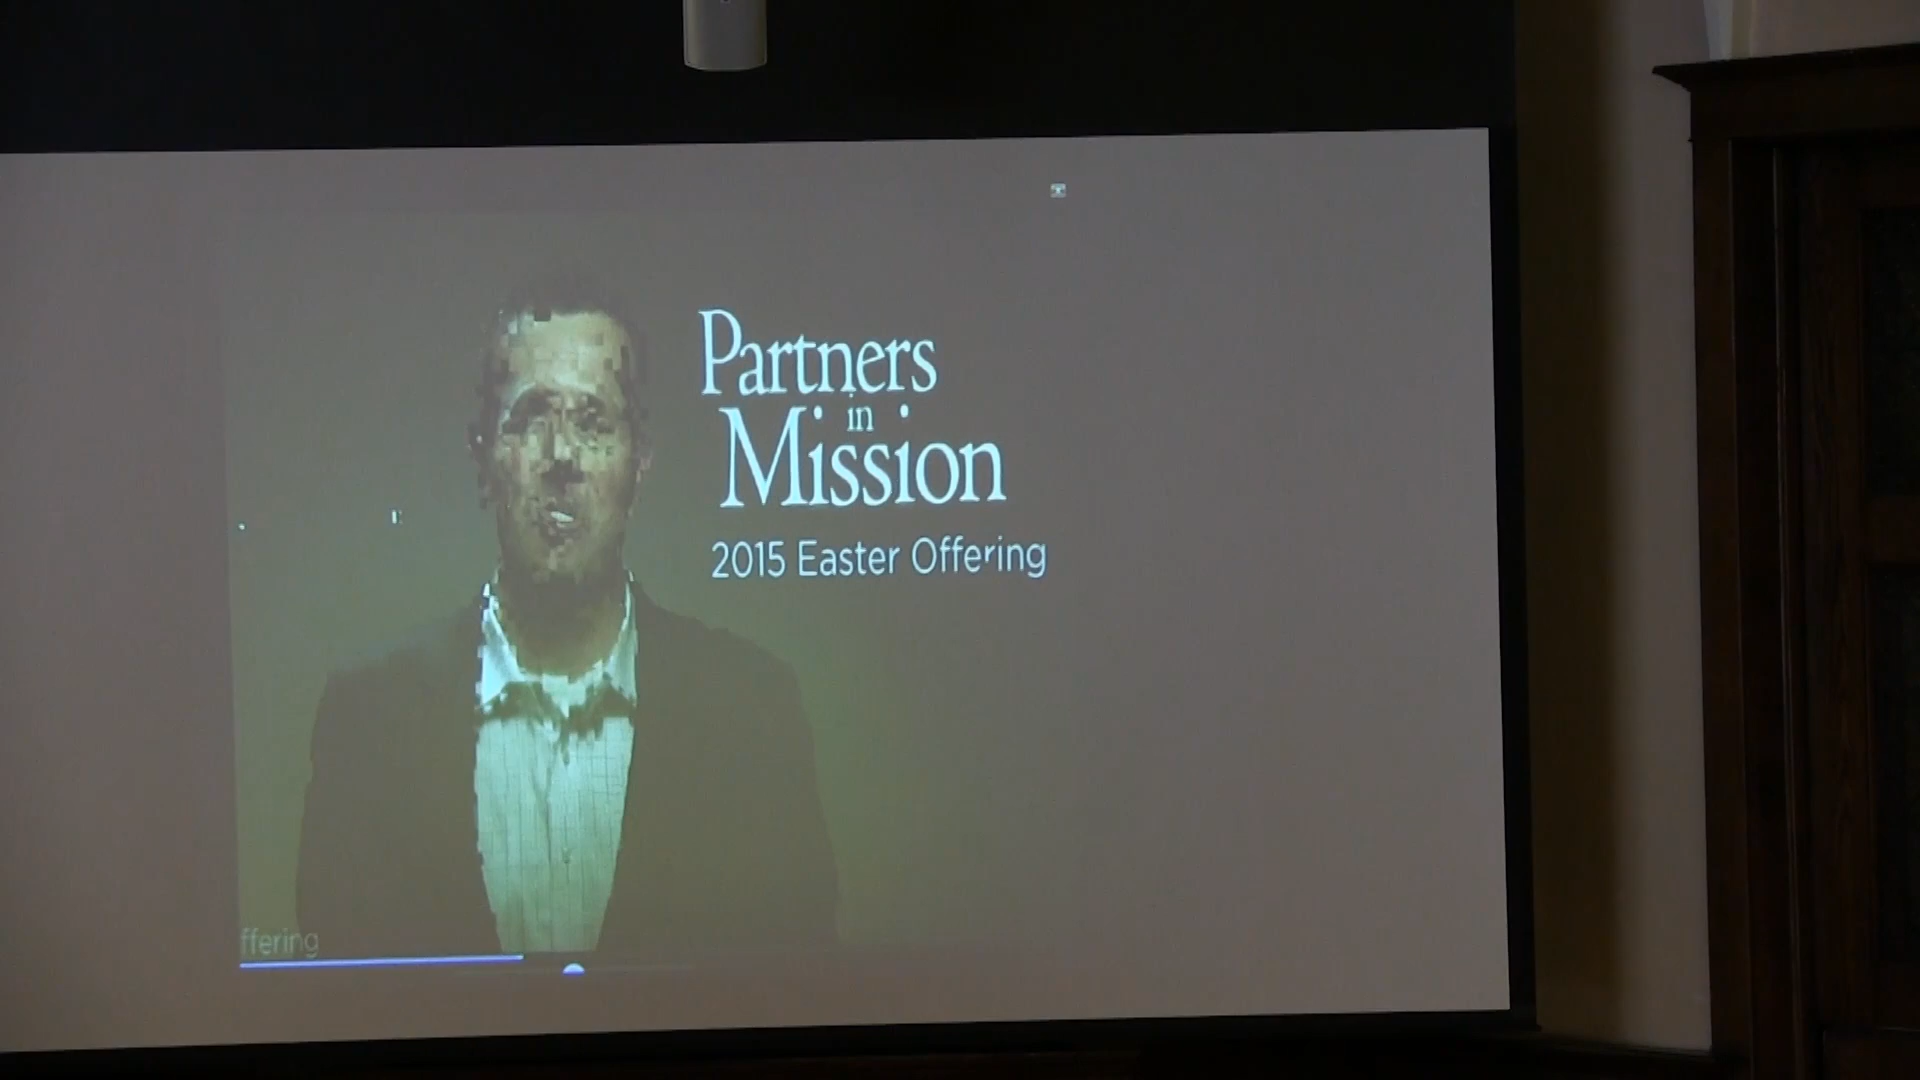 Partners
in
Mission
2015 Easter Offering
ffering